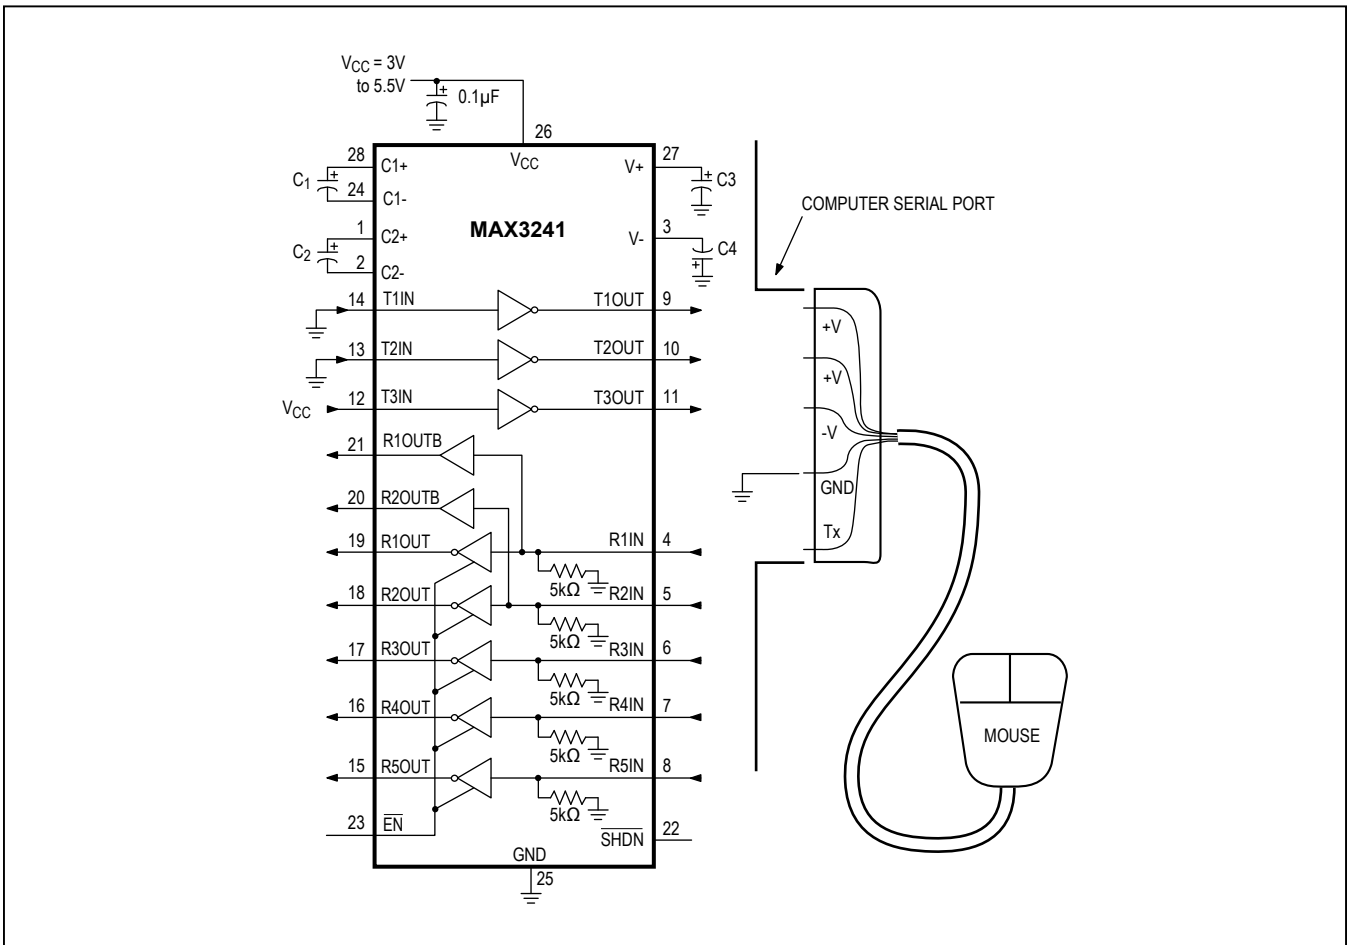 VCC = 3V
to 5.5V
0.1µF
26
VCC
28
C1+
C1
24
C1-
1
C2+
C2
2
C2-
MAX3241
27
V+
C3
3
V-
C4
14
T1IN
T1OUT
9
13
T2IN
T2OUT
10
VCC
12
T3IN
T3OUT
11
21
R1OUTB
20
R2OUTB
19
R1OUT
R1IN
4
5kΩ
18
R2OUT
R2IN
5
5kΩ
17
R3OUT
R3IN
6
5kΩ
16
R4OUT
R4IN
7
5kΩ
15
R5OUT
R5IN
8
5kΩ
23
EN
SHDN
22
GND
25
COMPUTER SERIAL PORT
+V
+V
-V
GND
Tx
MOUSE